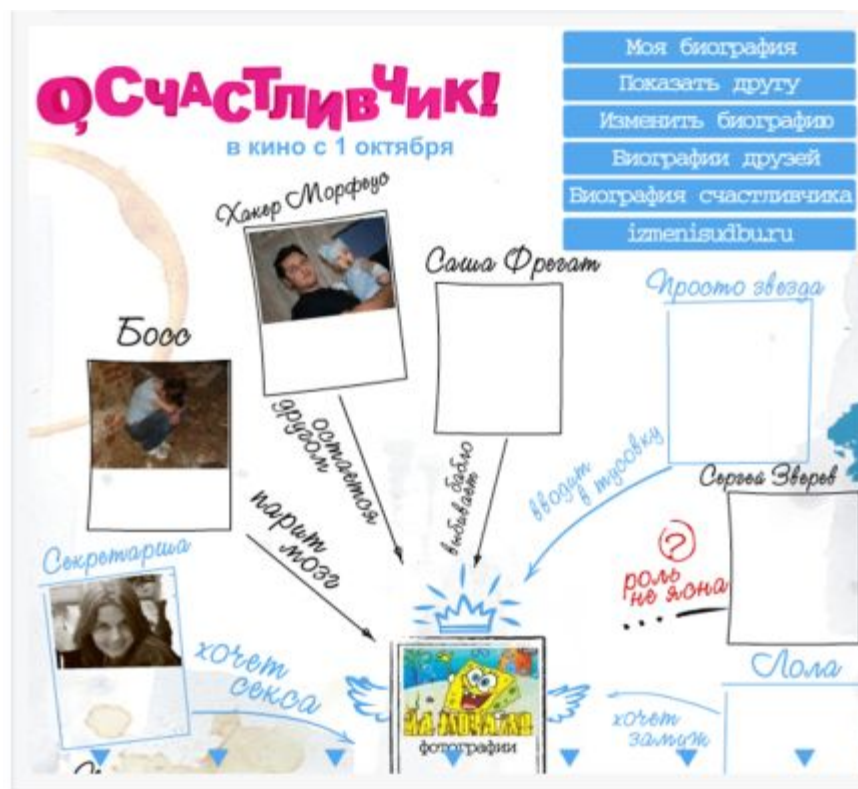 О, СЧАСТЛИВЧИК!
в кино с 1 октября
Моя биография
Показать другу
Изменить биографию
Биографии друзей
Биография счастливчика
izmenisudbu.ru
Хакер Морфеус
Саша Фрегат
Просто звезда
Босс
остается
другом
выбивает
бабло
вводит
в тусовку
Сергей Зверев
парит
мозг
?
роль
не ясна
...
Секретарша
хочет
секса
Лола
хочет
замуж
фотографии